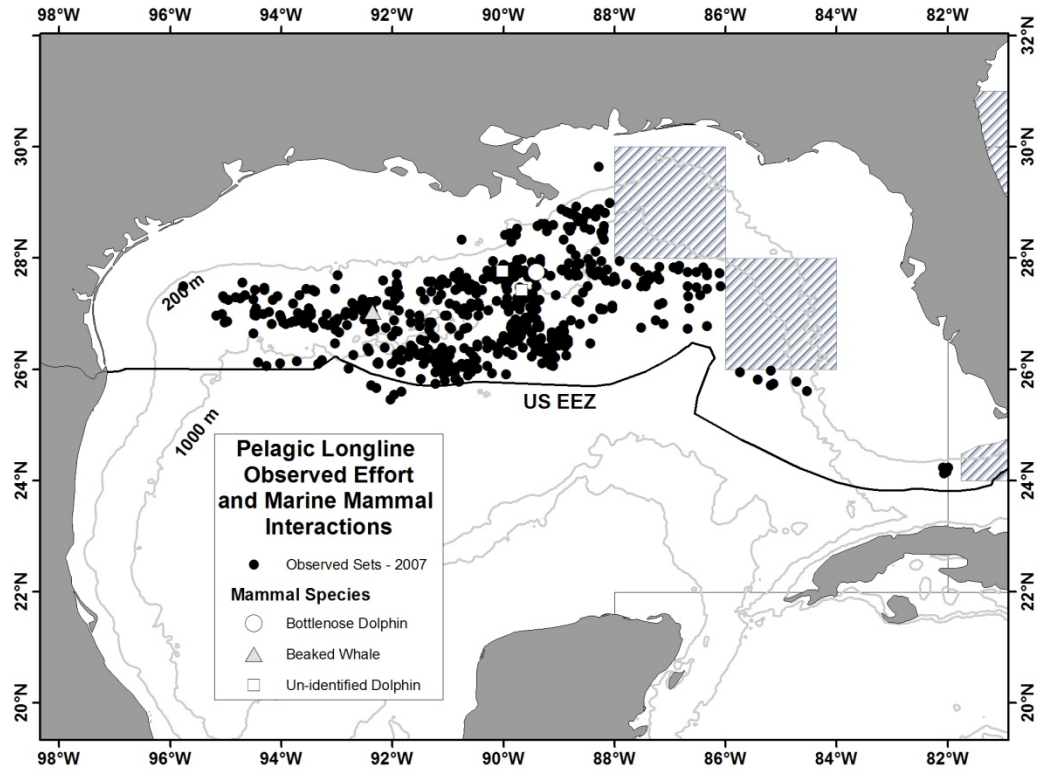 98°W 96°W 94°W 92°W 90°W 88°W 86°W 84°W 82°W
32°N 30°N 28°N 26°N 24°N 22°N 20°N
30°N 28°N 26°N 24°N 22°N 20°N
200 m
1000 m
US EEZ
Pelagic Longline
Observed Effort
and Marine Mammal
Interactions
Observed Sets - 2007
Mammal Species
Bottlenose Dolphin
Beaked Whale
Un-identified Dolphin
98°W 96°W 94°W 92°W 90°W 88°W 86°W 84°W 82°W